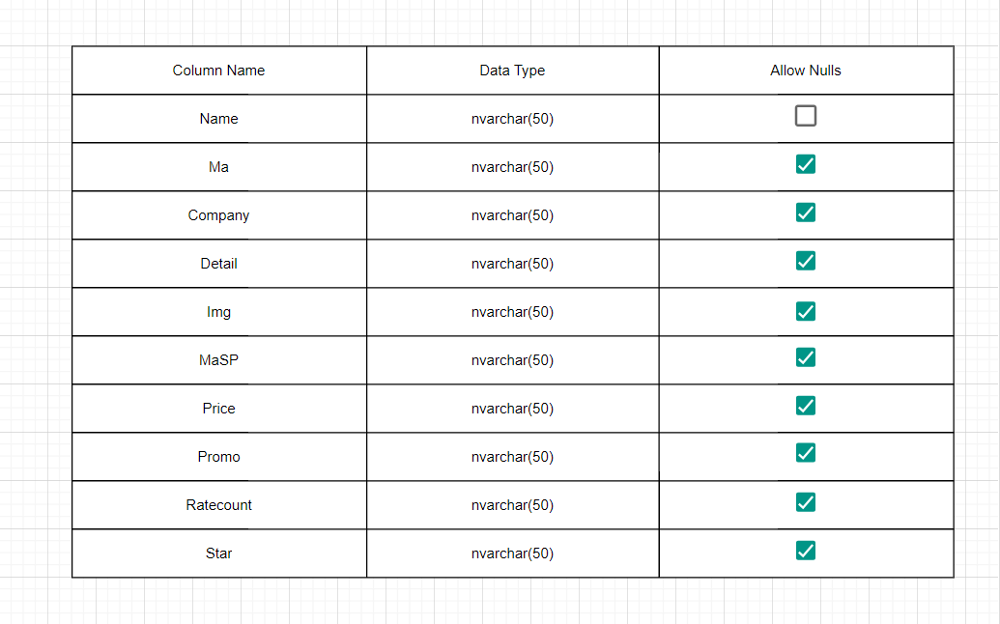 Column Name Data Type Allow Nulls
Name nvarchar(50)
Ma nvarchar(50)
Company nvarchar(50)
Detail nvarchar(50)
Img nvarchar(50)
MaSP nvarchar(50)
Price nvarchar(50)
Promo nvarchar(50)
Ratecount nvarchar(50)
Star nvarchar(50)